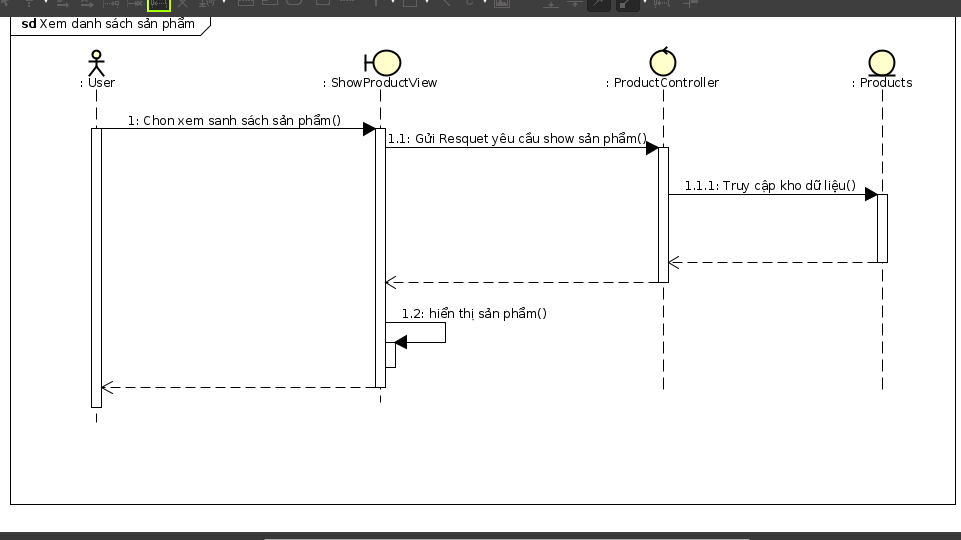 sd Xem danh sách sản phẩm
: User
: ShowProductView
: ProductController
: Products
1: Chon xem sanh sách sản phẩm()
1.1: Gửi Resquet yêu cầu show sản phẩm()
1.1.1: Truy cập kho dữ liệu()
1.2: hiển thị sản phẩm()